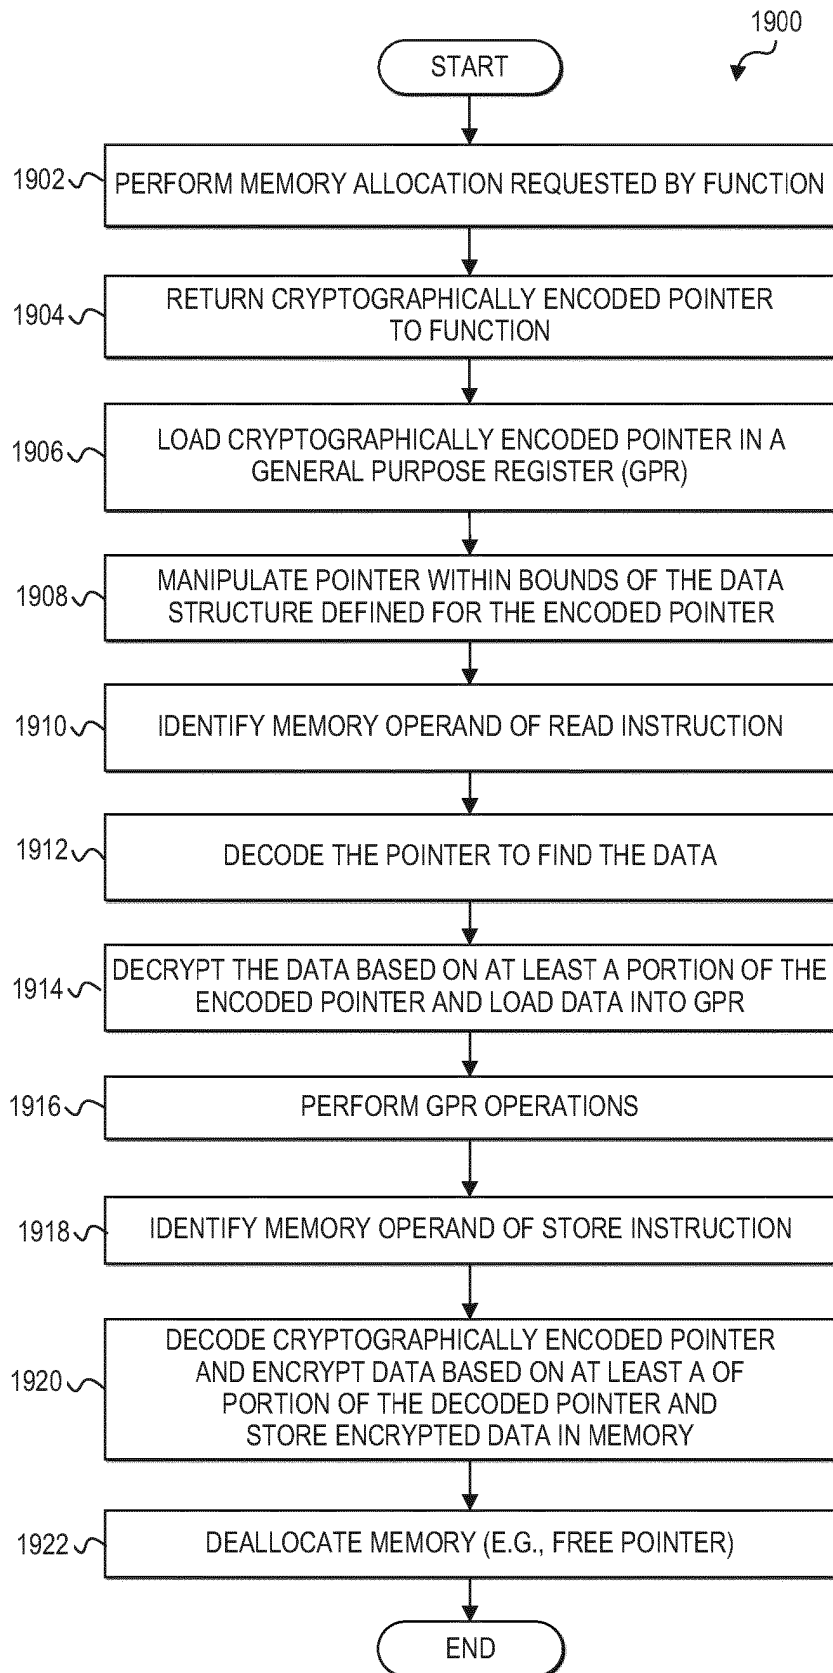 1900
START
1902
PERFORM MEMORY ALLOCATION REQUESTED BY FUNCTION
1904
RETURN CRYPTOGRAPHICALLY ENCODED POINTER
TO FUNCTION
1906
LOAD CRYPTOGRAPHICALLY ENCODED POINTER IN A
GENERAL PURPOSE REGISTER (GPR)
1908
MANIPULATE POINTER WITHIN BOUNDS OF THE DATA
STRUCTURE DEFINED FOR THE ENCODED POINTER
1910
IDENTIFY MEMORY OPERAND OF READ INSTRUCTION
1912
DECODE THE POINTER TO FIND THE DATA
1914
DECRYPT THE DATA BASED ON AT LEAST A PORTION OF THE
ENCODED POINTER AND LOAD DATA INTO GPR
1916
PERFORM GPR OPERATIONS
1918
IDENTIFY MEMORY OPERAND OF STORE INSTRUCTION
1920
DECODE CRYPTOGRAPHICALLY ENCODED POINTER
AND ENCRYPT DATA BASED ON AT LEAST A OF
PORTION OF THE DECODED POINTER AND
STORE ENCRYPTED DATA IN MEMORY
1922
DEALLOCATE MEMORY (E.G., FREE POINTER)
END